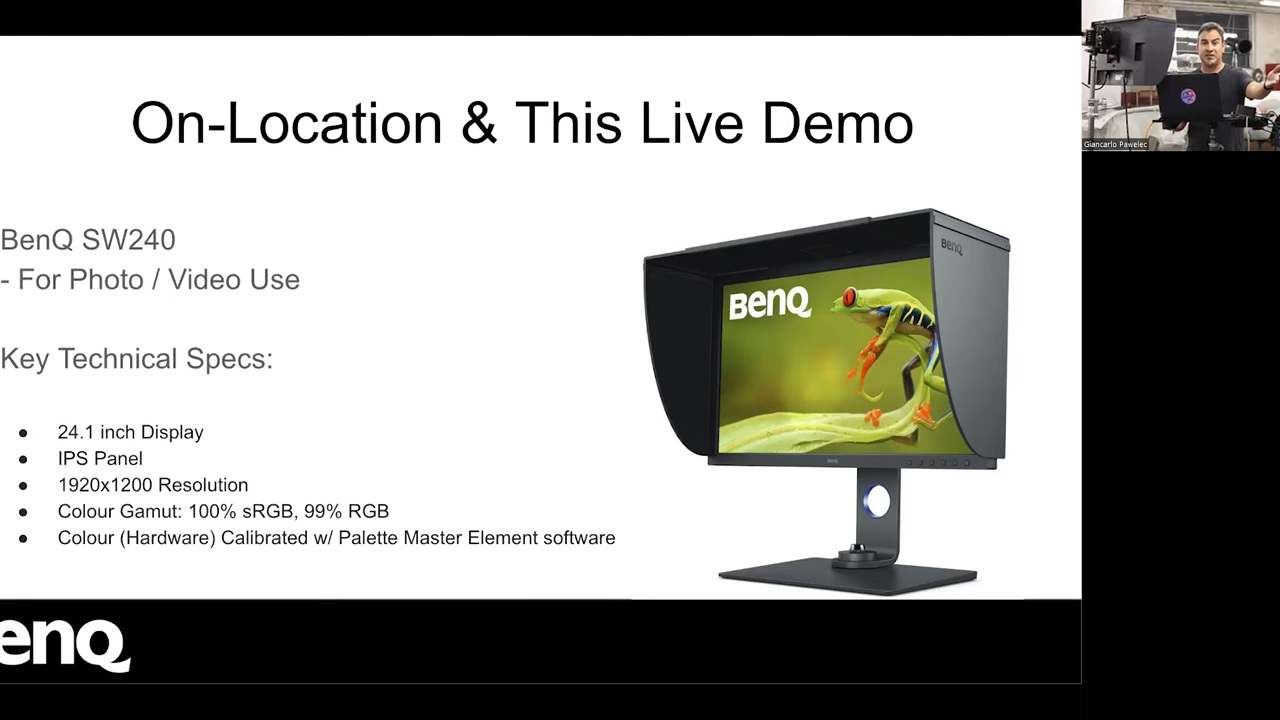 On-Location & This Live Demo
BenQ SW240
- For Photo / Video Use
Key Technical Specs:
● 24.1 inch Display
● IPS Panel
● 1920x1200 Resolution
● Colour Gamut: 100% sRGB, 99% RGB
● Colour (Hardware) Calibrated w/ Palette Master Element software
BenQ
BenQ
BenQ
enQ
Giancarlo Pawelec